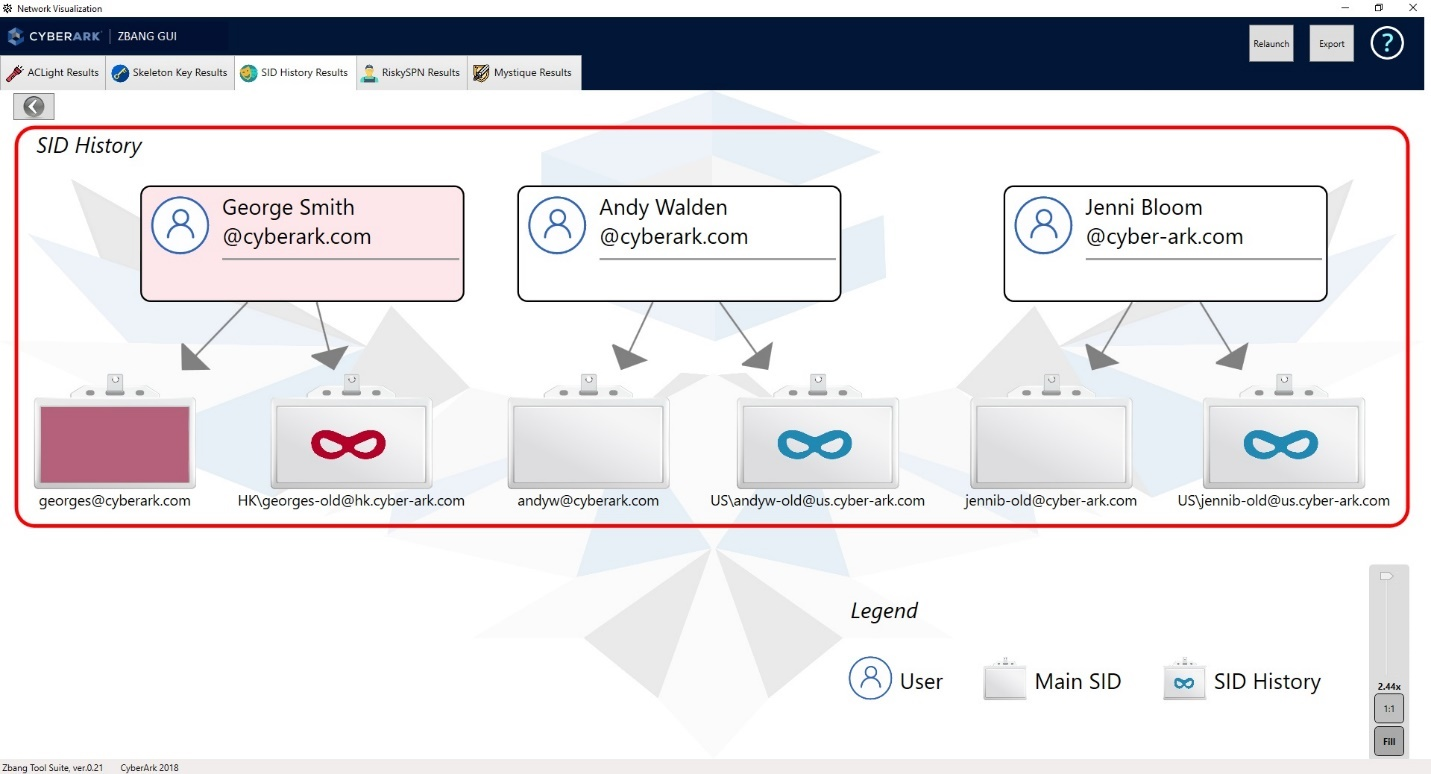 Network Visualization
CYBERARK | ZBANG GUI
Relaunch
Export
?
ACLight Results
Skeleton Key Results
SID History Results
RiskySPN Results
Mystique Results
SID History
George Smith
@cyberark.com
Andy Walden
@cyberark.com
Jenni Bloom
@cyber-ark.com
georges@cyberark.com
HK\georges-old@hk.cyber-ark.com
andyw@cyberark.com
US\andyw-old@us.cyber-ark.com
jennib-old@cyber-ark.com
US\jennib-old@us.cyber-ark.com
Legend
User
Main SID
SID History
2.44x
1:1
Fill
Zbang Tool Suite, ver.0.21
CyberArk 2018